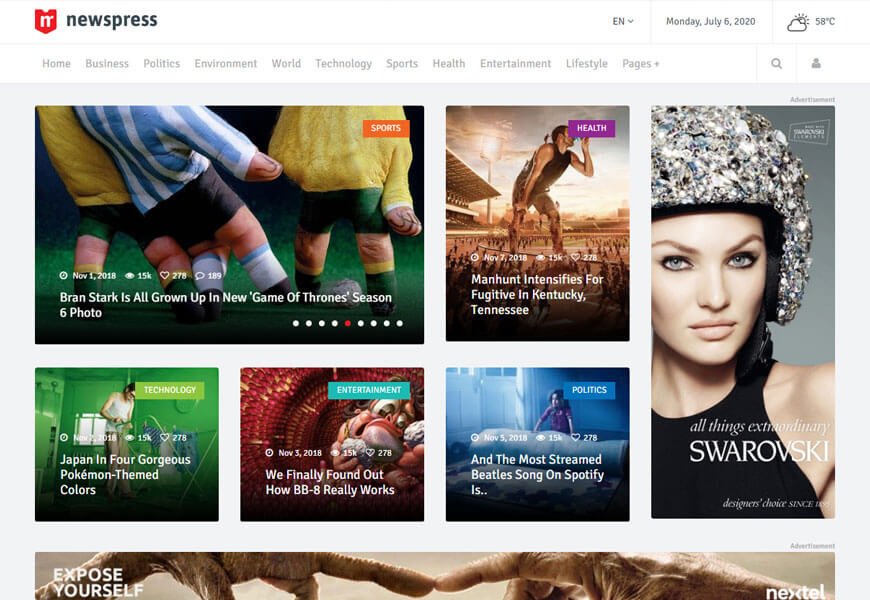 newspress
EN
Monday, July 6, 2020
58°C
Home
Business
Politics
Environment
World
Technology
Sports
Health
Entertainment
Lifestyle
Pages +
Advertisement
SPORTS
Nov 1, 2018 15k 278 189
Bran Stark Is All Grown Up In New 'Game Of Thrones' Season
6 Photo
HEALTH
Nov 7, 2018 15k 278
Manhunt Intensifies For
Fugitive In Kentucky,
Tennessee
MADE WITH
SWAROVSKI
ELEMENTS
all things extraordinary
SWAROVSKI
designers' choice SINCE 1895
TECHNOLOGY
Nov 2, 2018 15k 278
Japan In Four Gorgeous
Pokémon-Themed
Colors
ENTERTAINMENT
Nov 3, 2018 15k 278
We Finally Found Out
How BB-8 Really Works
POLITICS
Nov 5, 2018 15k 278
And The Most Streamed
Beatles Song On Spotify
Is..
Advertisement
EXPOSE
YOURSELF
nextel